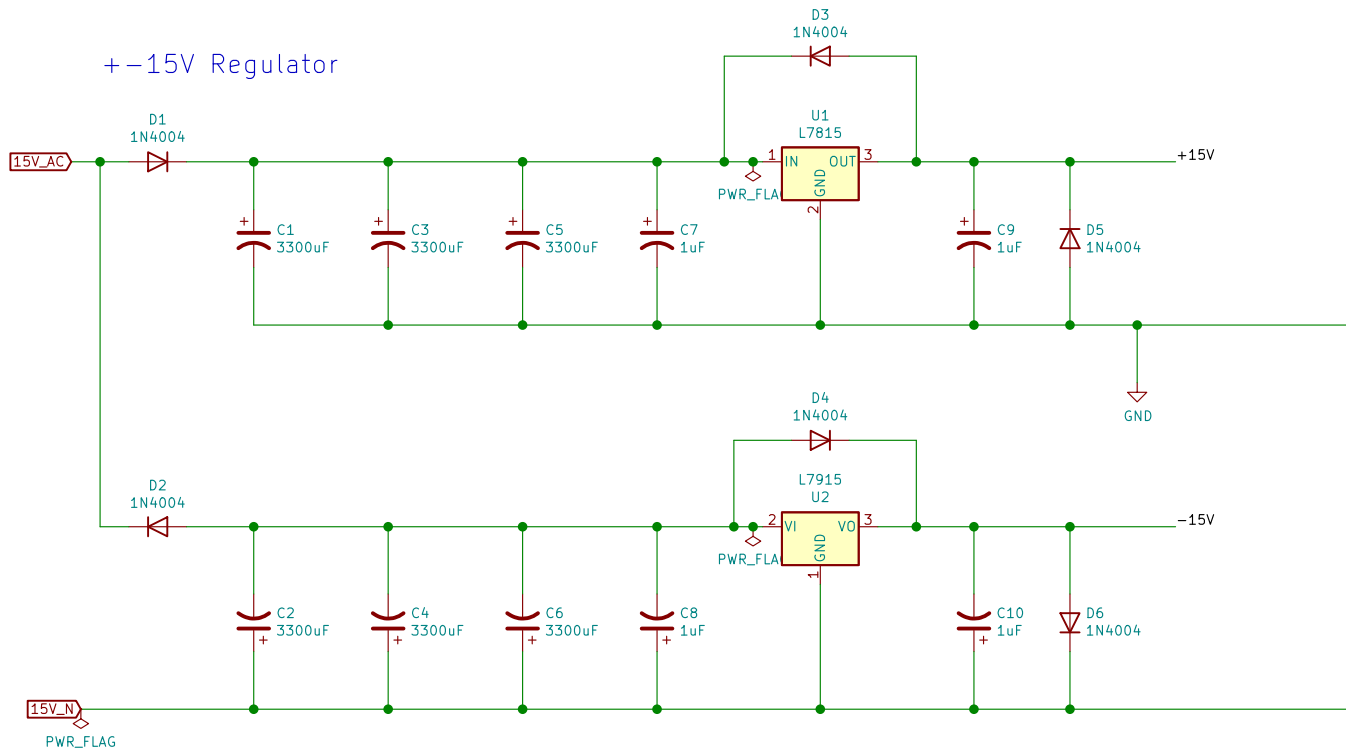 +-15V Regulator
D3
1N4004
D1
1N4004
U1
L7815
15V_AC
1
IN
OUT
3
GND
2
+15V
PWR_FLA
+
C1
3300uF
+
C3
3300uF
+
C5
3300uF
+
C7
1uF
+
C9
1uF
D5
1N4004
GND
D4
1N4004
L7915
U2
D2
1N4004
2
VI
VO
3
GND
1
-15V
PWR_FLA
C2
3300uF
+
C4
3300uF
+
C6
3300uF
+
C8
1uF
+
C10
1uF
+
D6
1N4004
15V_N
PWR_FLAG